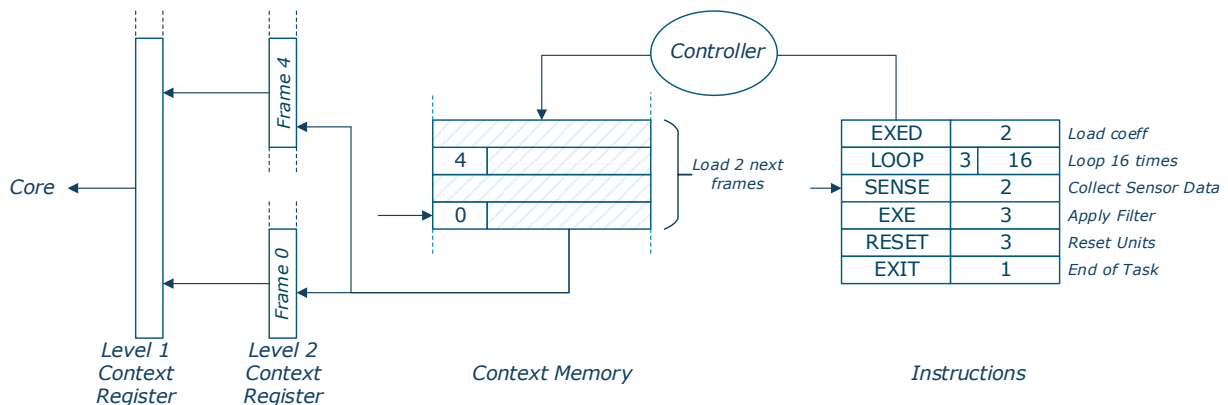 Controller
Frame 4
Frame 0
Core
4
0
Load 2 next
frames
EXED 2 Load coeff
LOOP 3 16 Loop 16 times
SENSE 2 Collect Sensor Data
EXE 3 Apply Filter
RESET 3 Reset Units
EXIT 1 End of Task
Level 1
Context
Register
Level 2
Context
Register
Context Memory
Instructions